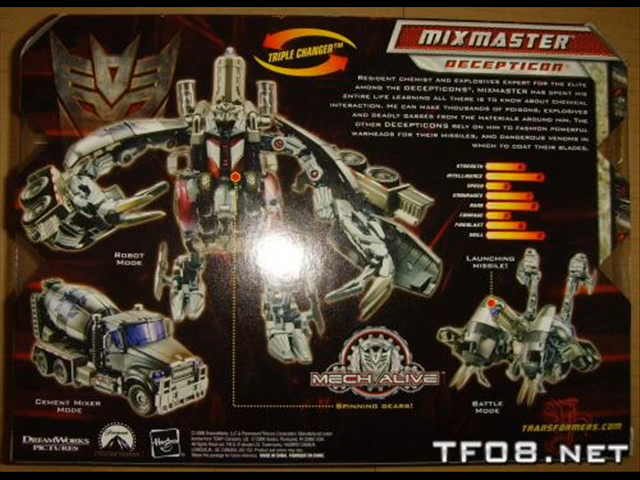 MIXMASTER™
DECEPTICON
TRIPLE CHANGER™
RESIDENT CHEMIST AND EXPLOSIVES EXPERT FOR THE ELITE
AMONG THE DECEPTICONS®, MIXMASTER HAS SPENT HIS
ENTIRE LIFE LEARNING ALL THERE IS TO KNOW ABOUT CHEMICAL
INTERACTION. HE CAN MAKE THOUSANDS OF POISONS, EXPLOSIVES
AND DEADLY GASSES FROM THE MATERIALS AROUND HIM. THE
OTHER DECEPTICONS RELY ON HIM TO FASHION POWERFUL
WARHEADS FOR THEIR MISSILES, AND DANGEROUS VENOMS IN
WHICH TO COAT THEIR BLADES.
STRENGTH
INTELLIGENCE
SPEED
ENDURANCE
RANK
COURAGE
FIREBLAST
SKILL
ROBOT
MODE
LAUNCHING
MISSILE!
CEMENT MIXER
MODE
MECH ALIVE
SPINNING GEARS!
BATTLE
MODE
TRANSFORMERS.COM
DREAMWORKS
PICTURES
Paramount
Hasbro
TF08.NET